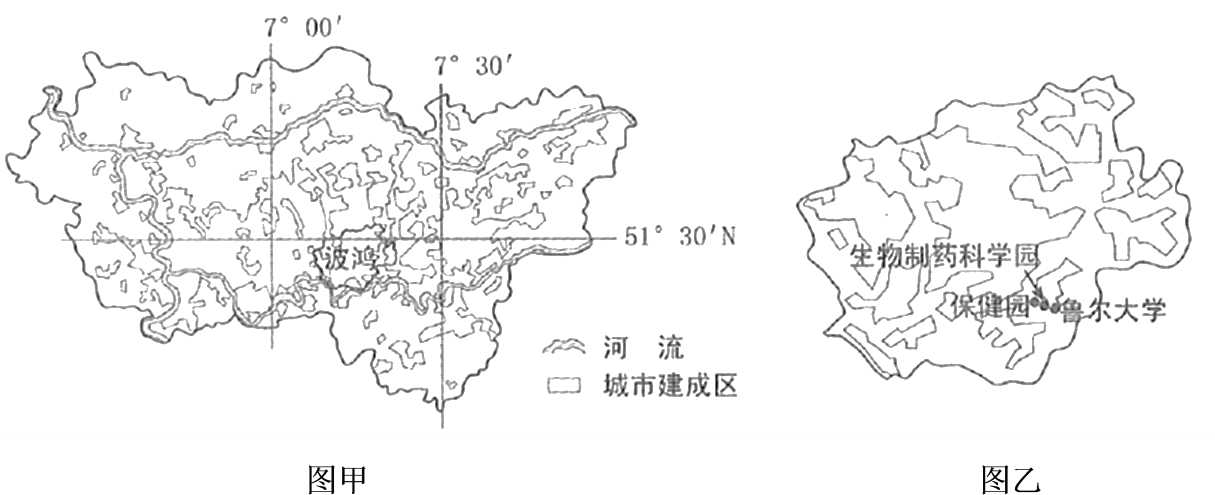 7° 00′
7° 30′
51° 30′N
波鸿
河 流
城市建成区
图甲
生物制药科学园
保健园
鲁尔大学
图乙